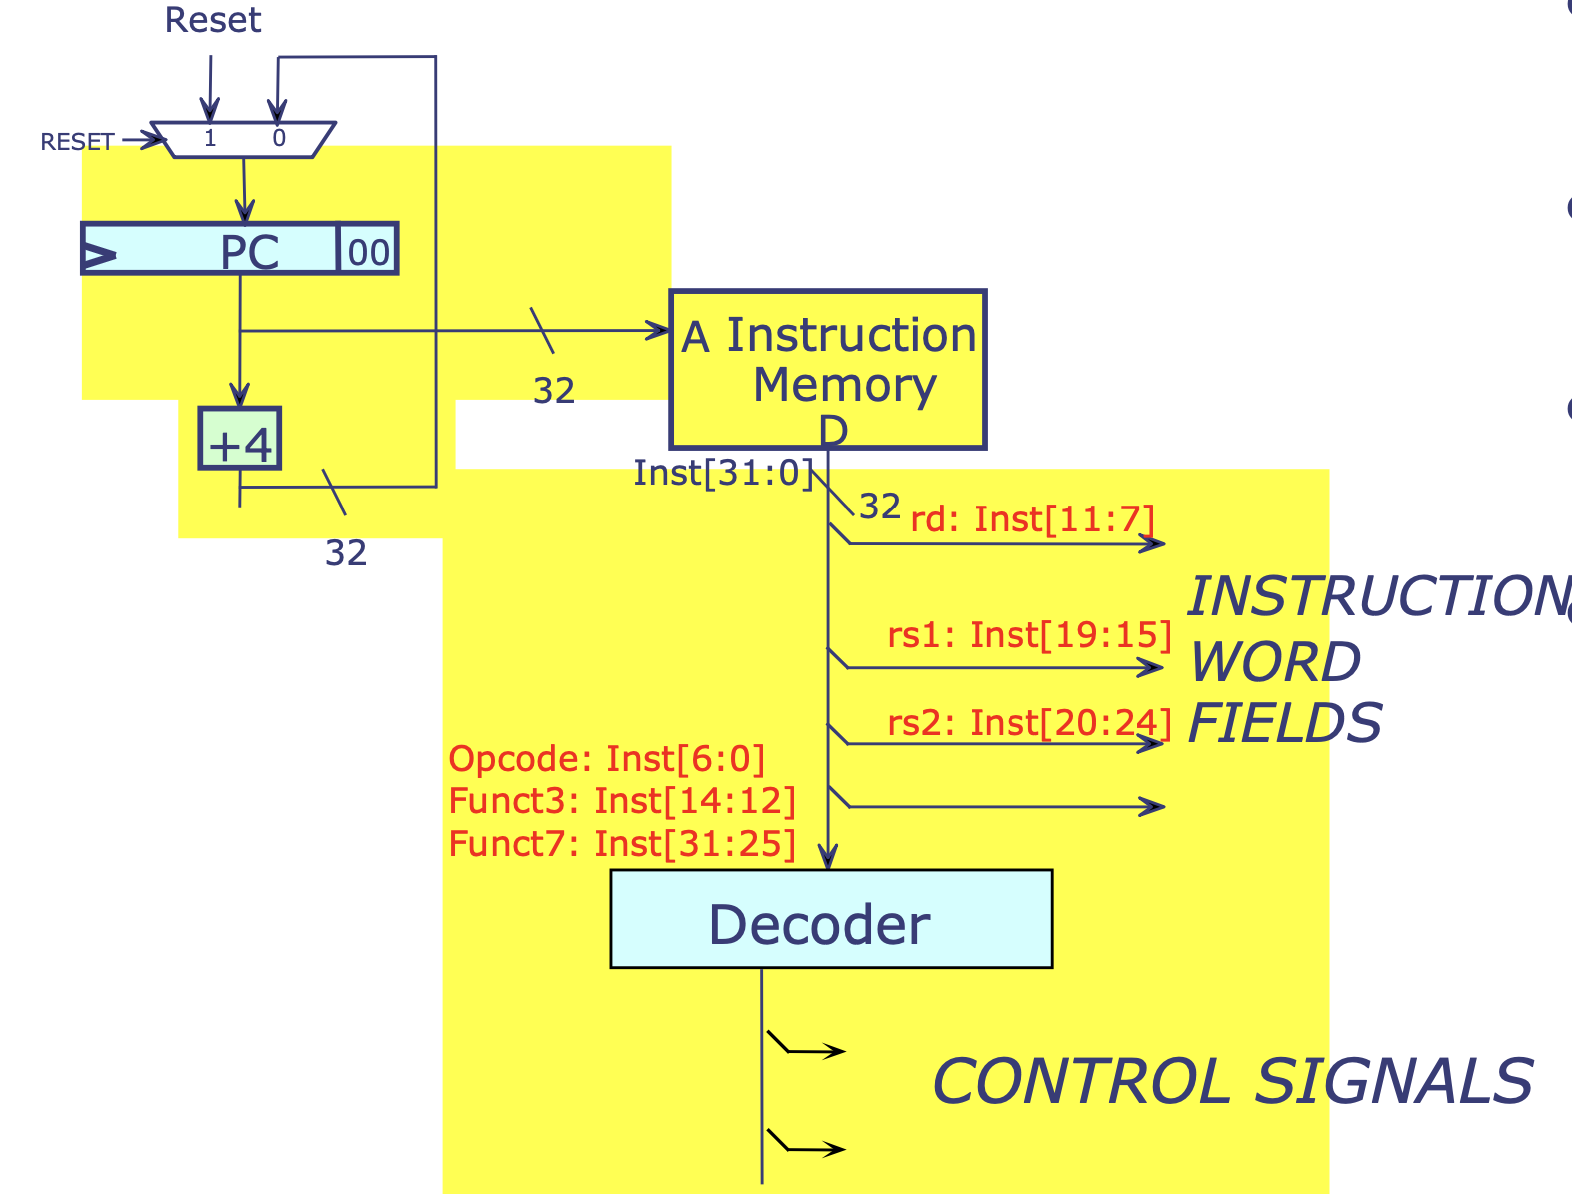 Reset
RESET
1 0
PC
00
A Instruction
Memory
D
32
+4
32
Inst[31:0]
32
rd: Inst[11:7]
INSTRUCTION
WORD
FIELDS
rs1: Inst[19:15]
rs2: Inst[20:24]
Opcode: Inst[6:0]
Funct3: Inst[14:12]
Funct7: Inst[31:25]
Decoder
CONTROL SIGNALS